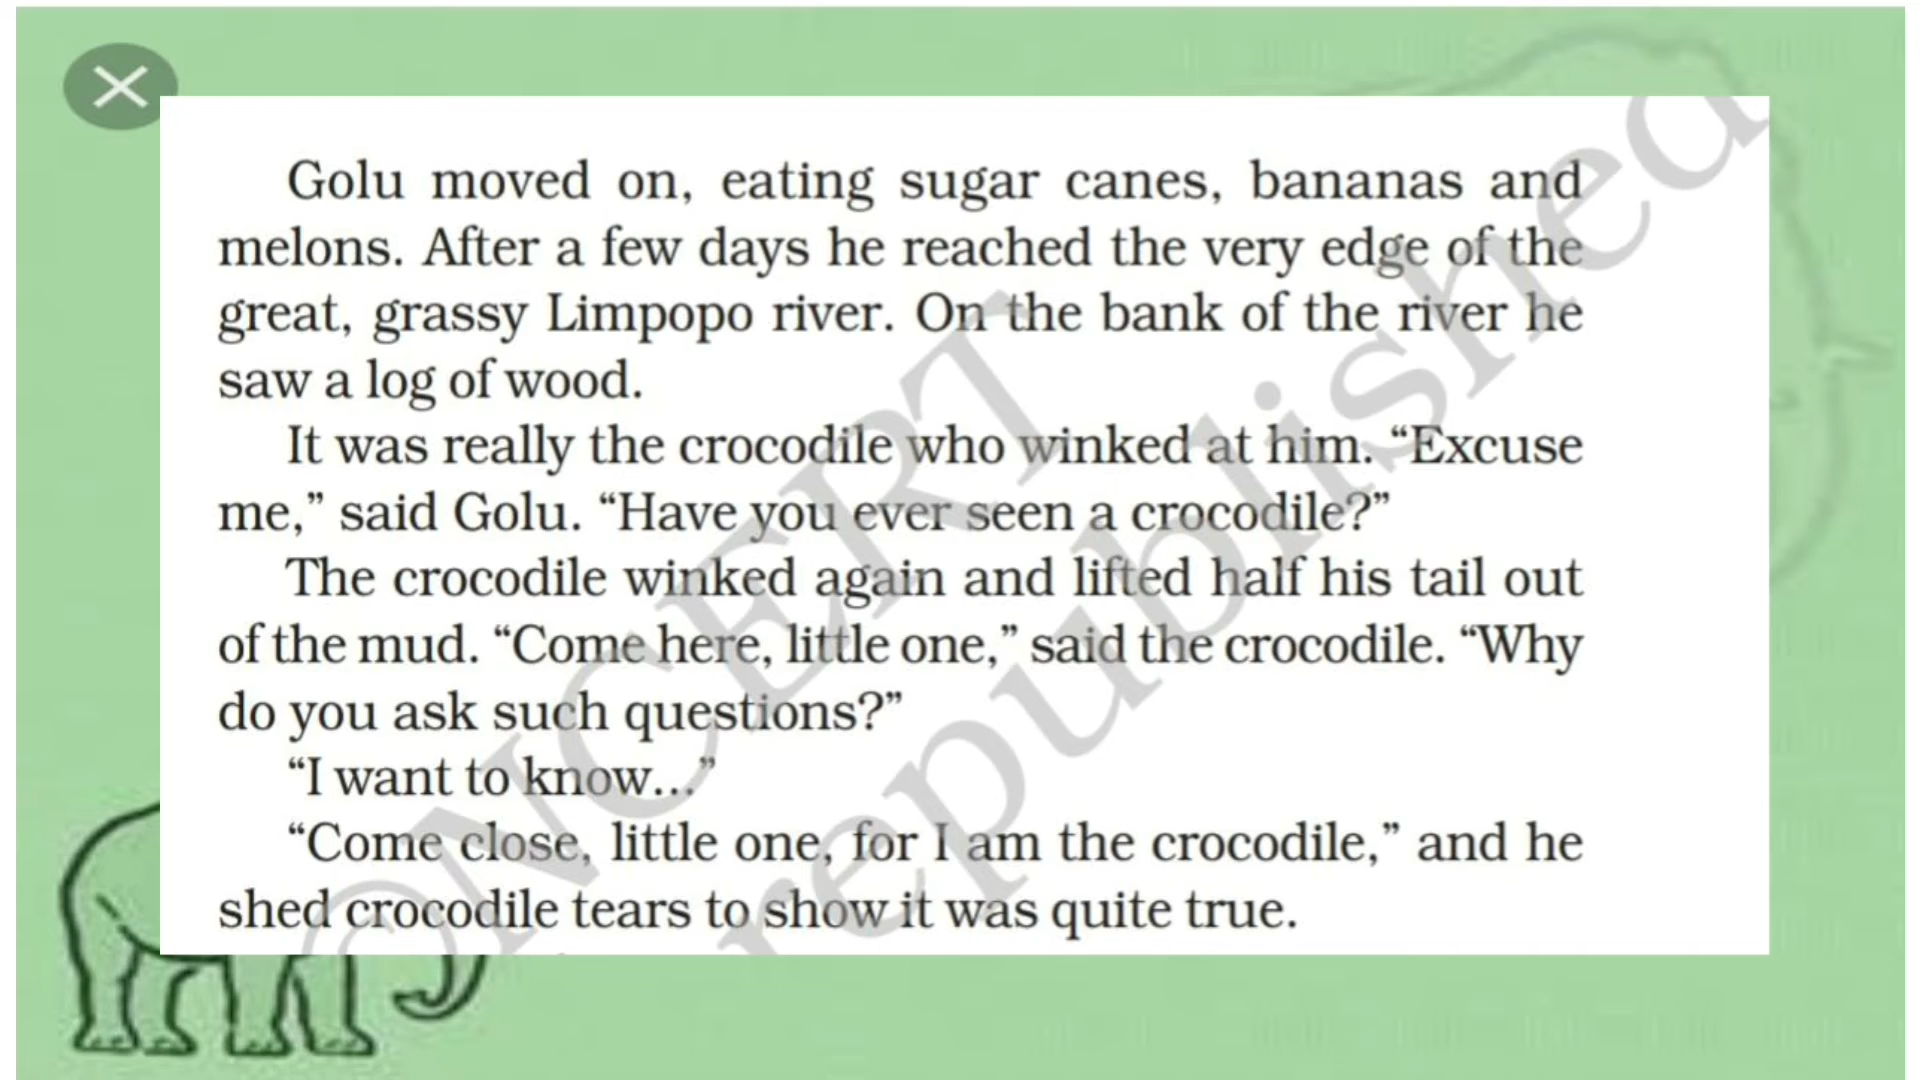 Golu moved on, eating sugar canes, bananas and
melons. After a few days he reached the very edge of the
great, grassy Limpopo river. On the bank of the river he
saw a log of wood.
It was really the crocodile who winked at him. “Excuse
me,” said Golu. “Have you ever seen a crocodile?”
The crocodile winked again and lifted half his tail out
of the mud. “Come here, little one,” said the crocodile. “Why
do you ask such questions?”
“I want to know...”
“Come close, little one, for I am the crocodile,” and he
shed crocodile tears to show it was quite true.
©NCERT
republished